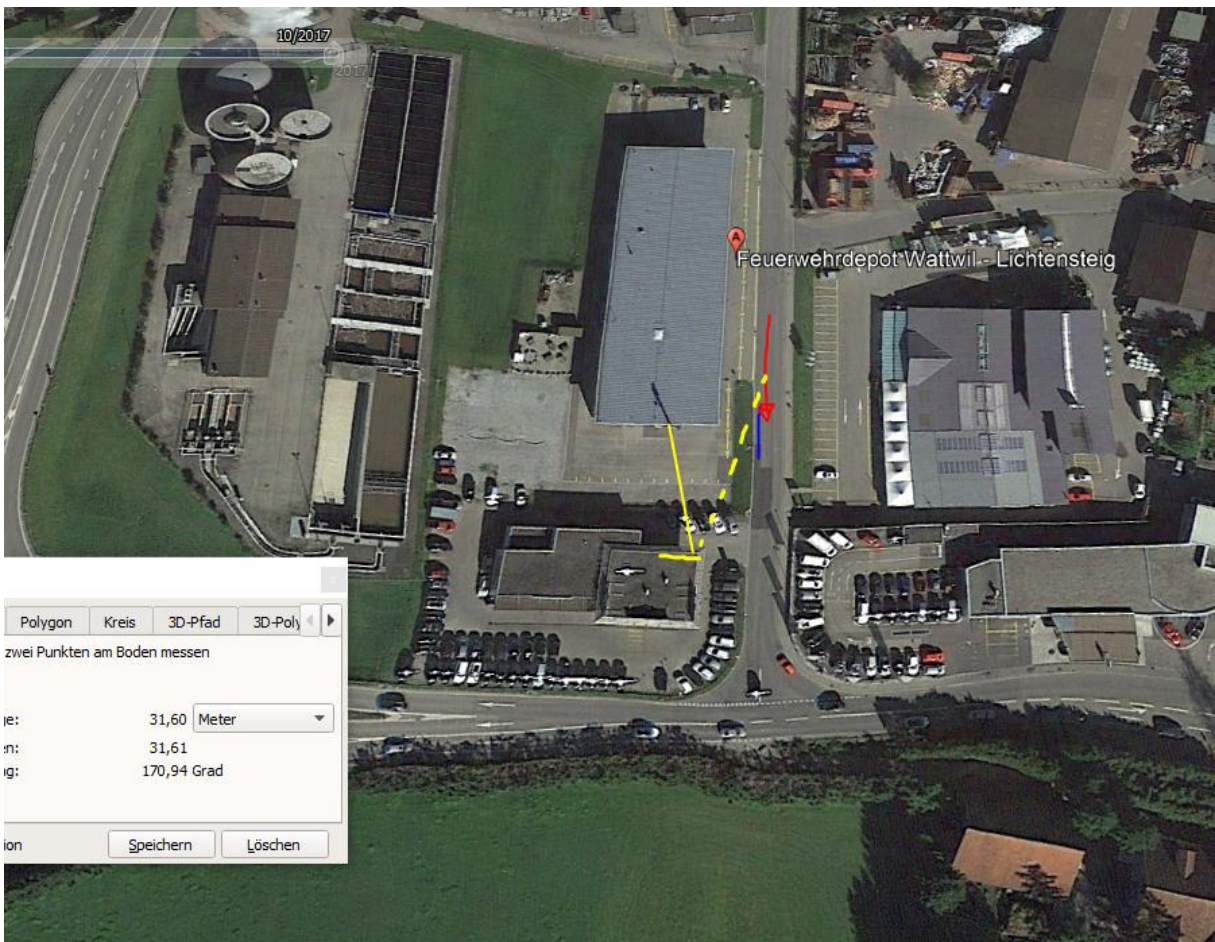 10/2017
2017
A
Feuerwehrdepot Wattwil - Lichtensteig
Polygon Kreis 3D-Pfad 3D-Poly
zwei Punkten am Boden messen
ge: 31,60 Meter
en: 31,61
g: 170,94 Grad
ion Speichern Löschen